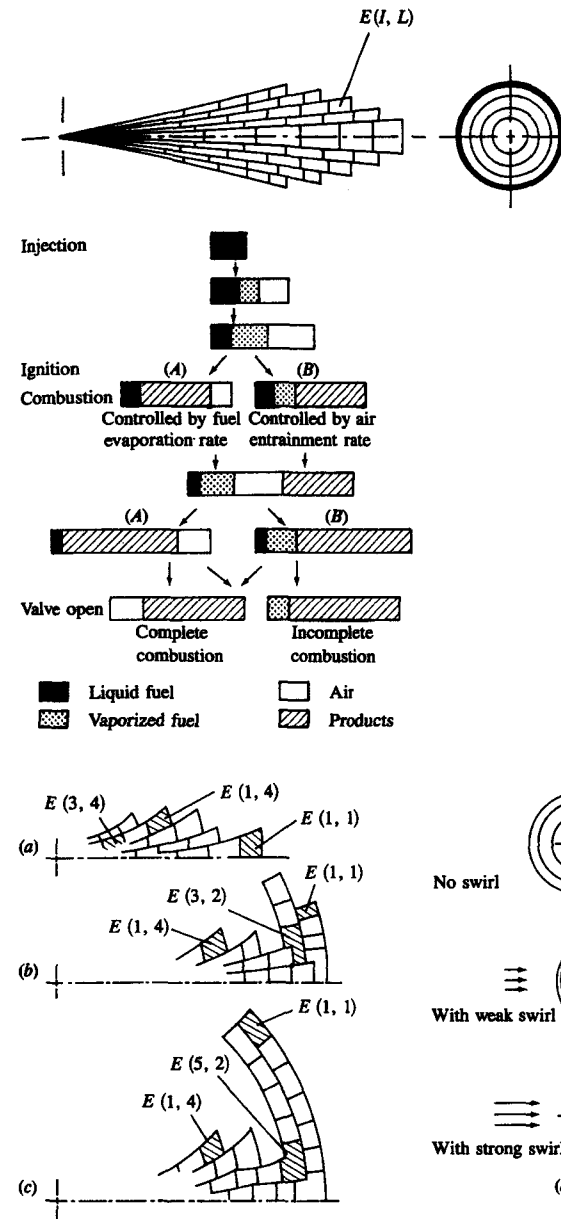 E(I, L)
Injection
Ignition
(A) (B)
Combustion
Controlled by fuel
evaporation rate
Controlled by air
entrainment rate
(A) (B)
Valve open
Complete
combustion
Incomplete
combustion
Liquid fuel
Air
Vaporized fuel
Products
E (3, 4)
E (1, 4)
E (1, 1)
(a)
No swirl
E (1, 1)
E (3, 2)
E (1, 4)
(b)
With weak swirl
E (1, 1)
E (5, 2)
E (1, 4)
With strong swirl
(c)